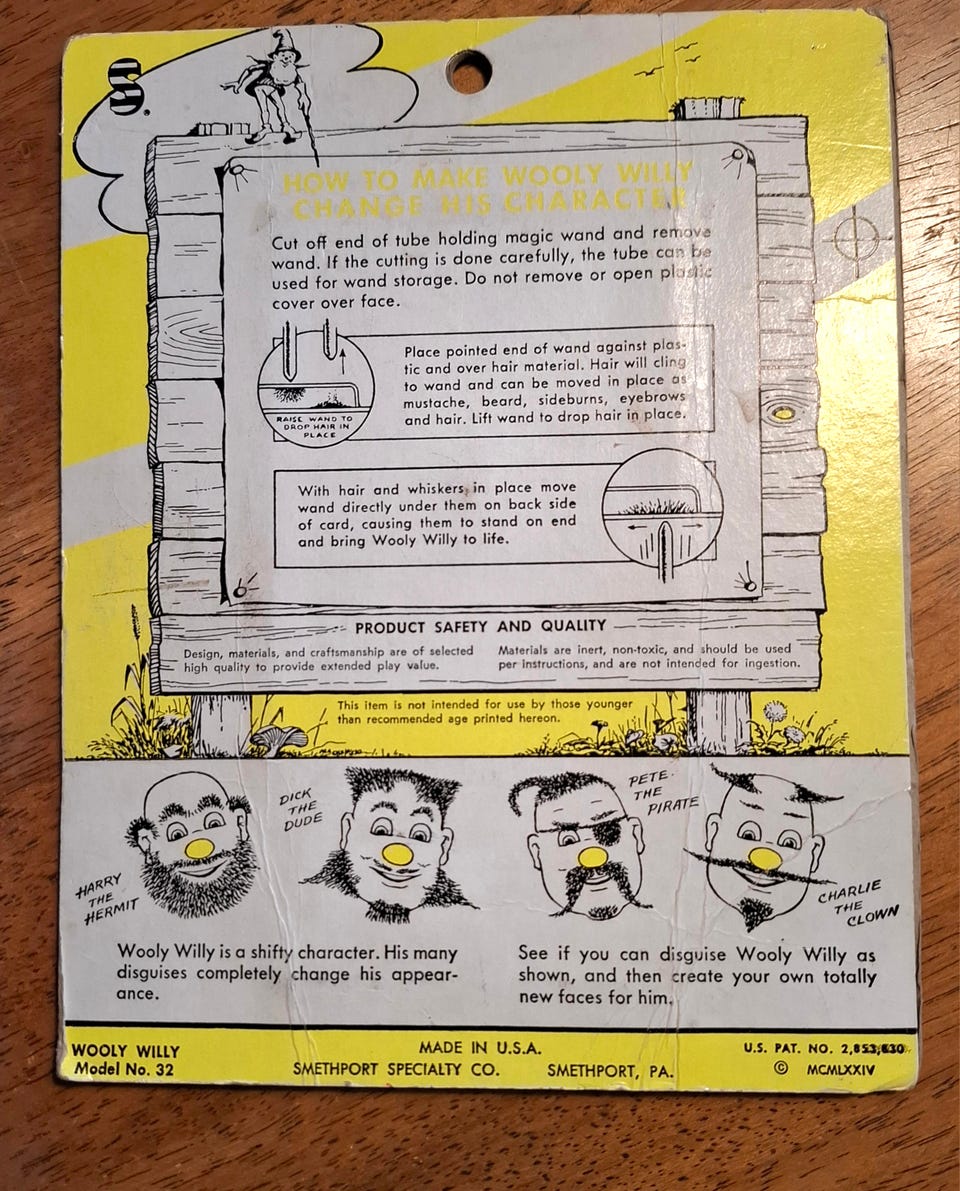 S
HOW TO MAKE WOOLY WILLY
CHANGE HIS CHARACTER
Cut off end of tube holding magic wand and remove
wand. If the cutting is done carefully, the tube can be
used for wand storage. Do not remove or open plastic
cover over face.
RAISE WAND TO
DROP HAIR IN
PLACE
Place pointed end of wand against plas-
tic and over hair material. Hair will cling
to wand and can be moved in place as
mustache, beard, sideburns, eyebrows
and hair. Lift wand to drop hair in place.
With hair and whiskers in place move
wand directly under them on back side
of card, causing them to stand on end
and bring Wooly Willy to life.
PRODUCT SAFETY AND QUALITY
Design, materials, and craftsmanship are of selected
high quality to provide extended play value.
Materials are inert, non-toxic, and should be used
per instructions, and are not intended for ingestion.
This item is not intended for use by those younger
than recommended age printed hereon.
HARRY
THE
HERMIT
DICK
THE
DUDE
PETE
THE
PIRATE
CHARLIE
THE
CLOWN
Wooly Willy is a shifty character. His many
disguises completely change his appear-
ance.
See if you can disguise Wooly Willy as
shown, and then create your own totally
new faces for him.
WOOLY WILLY
Model No. 32
MADE IN U.S.A.
SMETHPORT SPECIALTY CO. SMETHPORT, PA.
U.S. PAT. NO.
© MCMLXXIV